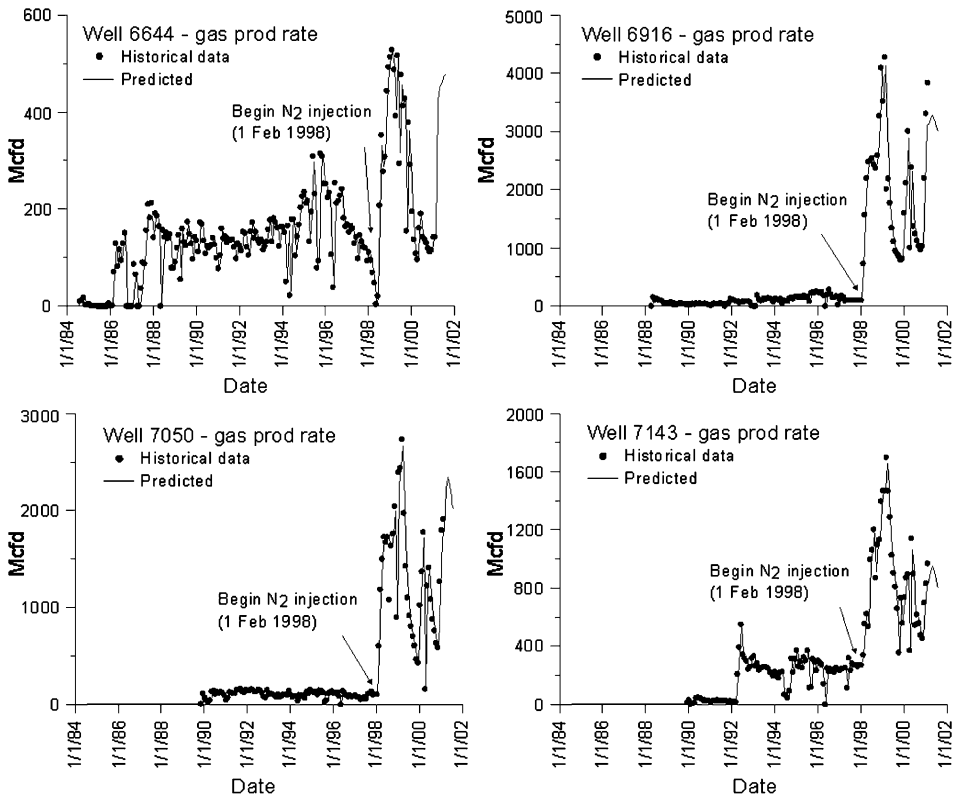 600
400
200
0
Mcfd
Well 6644 - gas prod rate
Historical data
Predicted
Begin N2 injection
(1 Feb 1998)
1/1/84
1/1/86
1/1/88
1/1/90
1/1/92
1/1/94
1/1/96
1/1/98
1/1/00
1/1/02
Date
5000
4000
3000
2000
1000
0
Mcfd
Well 6916 - gas prod rate
Historical data
Predicted
Begin N2 injection
(1 Feb 1998)
1/1/84
1/1/86
1/1/88
1/1/90
1/1/92
1/1/94
1/1/96
1/1/98
1/1/00
1/1/02
Date
3000
2000
1000
0
Mcfd
Well 7050 - gas prod rate
Historical data
Predicted
Begin N2 injection
(1 Feb 1998)
1/1/84
1/1/86
1/1/88
1/1/90
1/1/92
1/1/94
1/1/96
1/1/98
1/1/00
1/1/02
Date
2000
1600
1200
800
400
0
Mcfd
Well 7143 - gas prod rate
Historical data
Predicted
Begin N2 injection
(1 Feb 1998)
1/1/84
1/1/86
1/1/88
1/1/90
1/1/92
1/1/94
1/1/96
1/1/98
1/1/00
1/1/02
Date